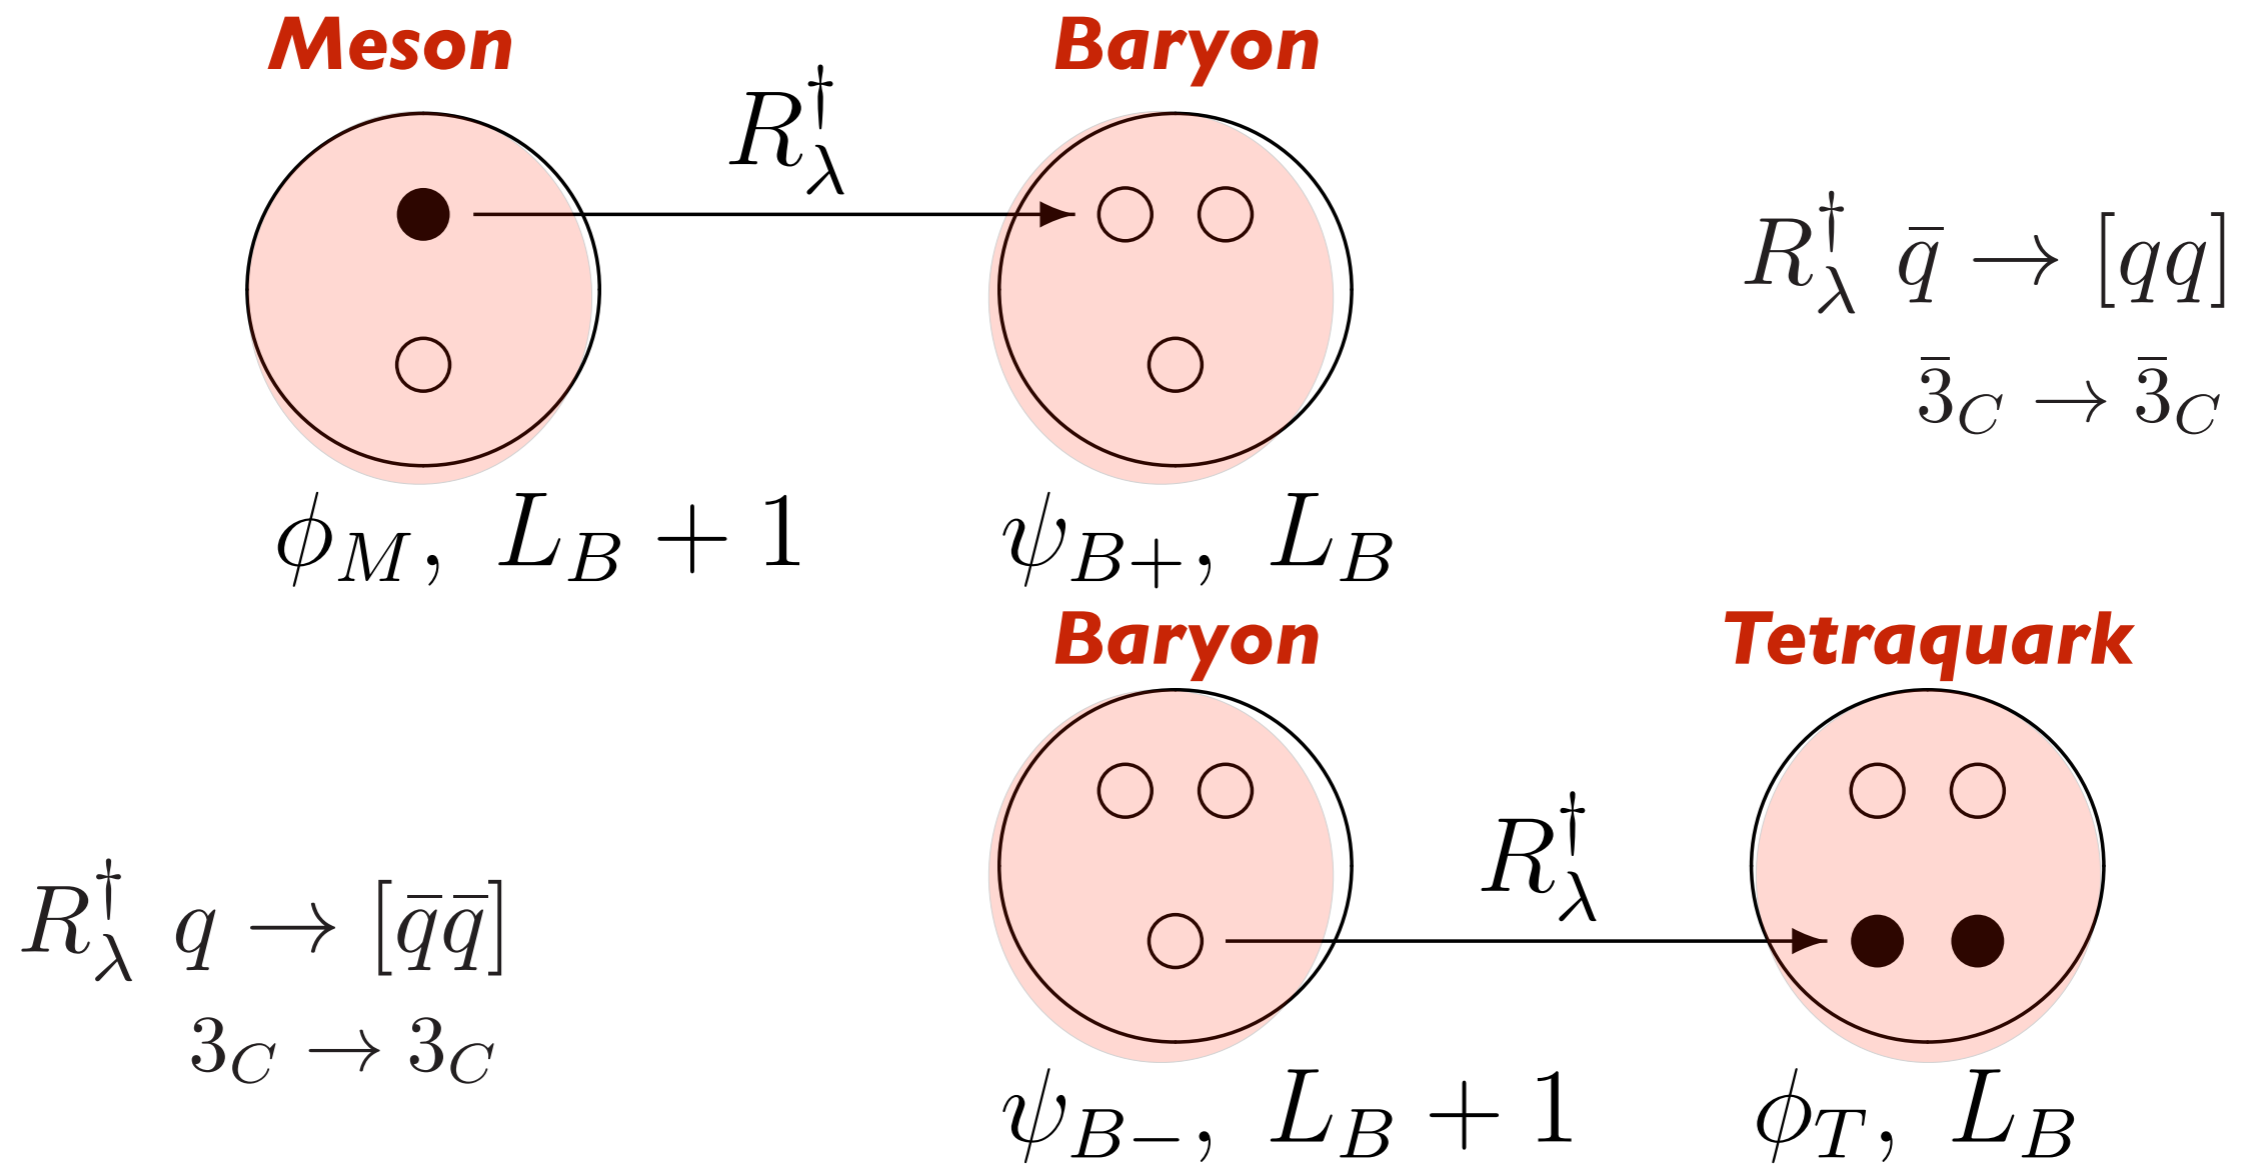 Meson
Baryon
R†λ
R†λ q̄ → [qq]
3̄C → 3̄C
ϕM, LB + 1
ψB+, LB
Baryon
Tetraquark
R†λ
R†λ q → [q̄q̄]
3C → 3C
ψB−, LB + 1
ϕT, LB